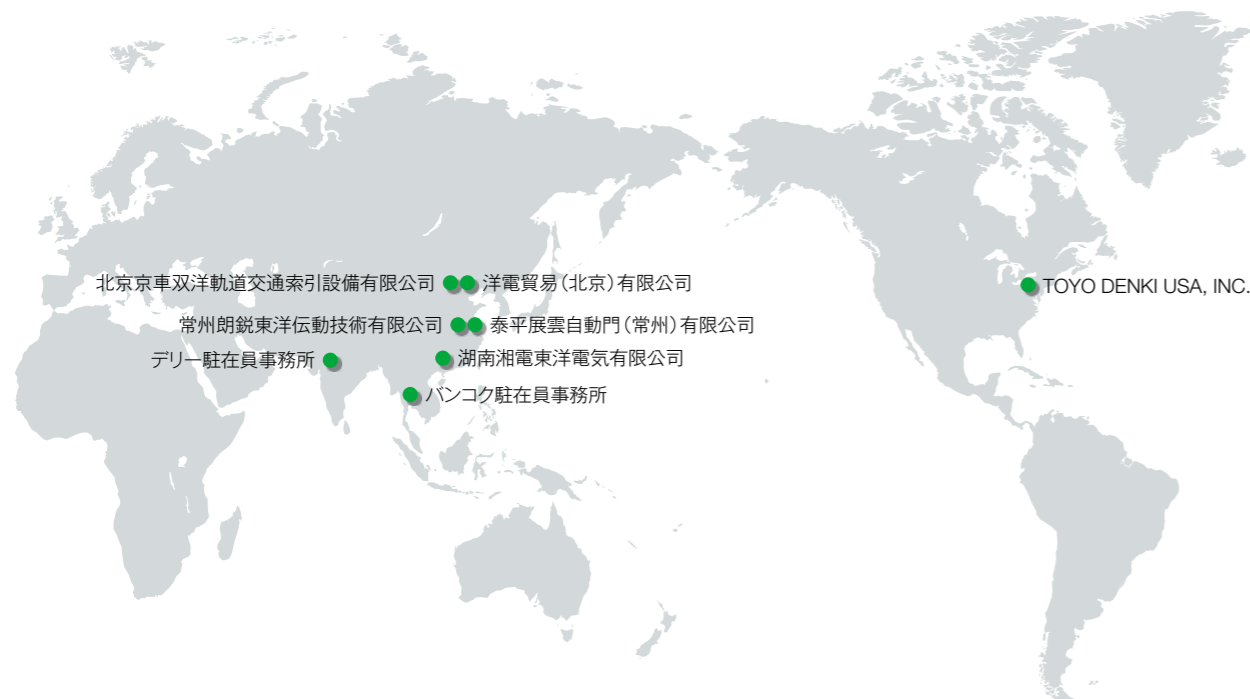 北京京車双洋軌道交通索引設備有限公司
洋電貿易（北京）有限公司
TOYO DENKI USA, INC.
常州朗鋭東洋伝動技術有限公司
泰平展雲自動門（常州）有限公司
デリー駐在員事務所
湖南湘電東洋電気有限公司
バンコク駐在員事務所